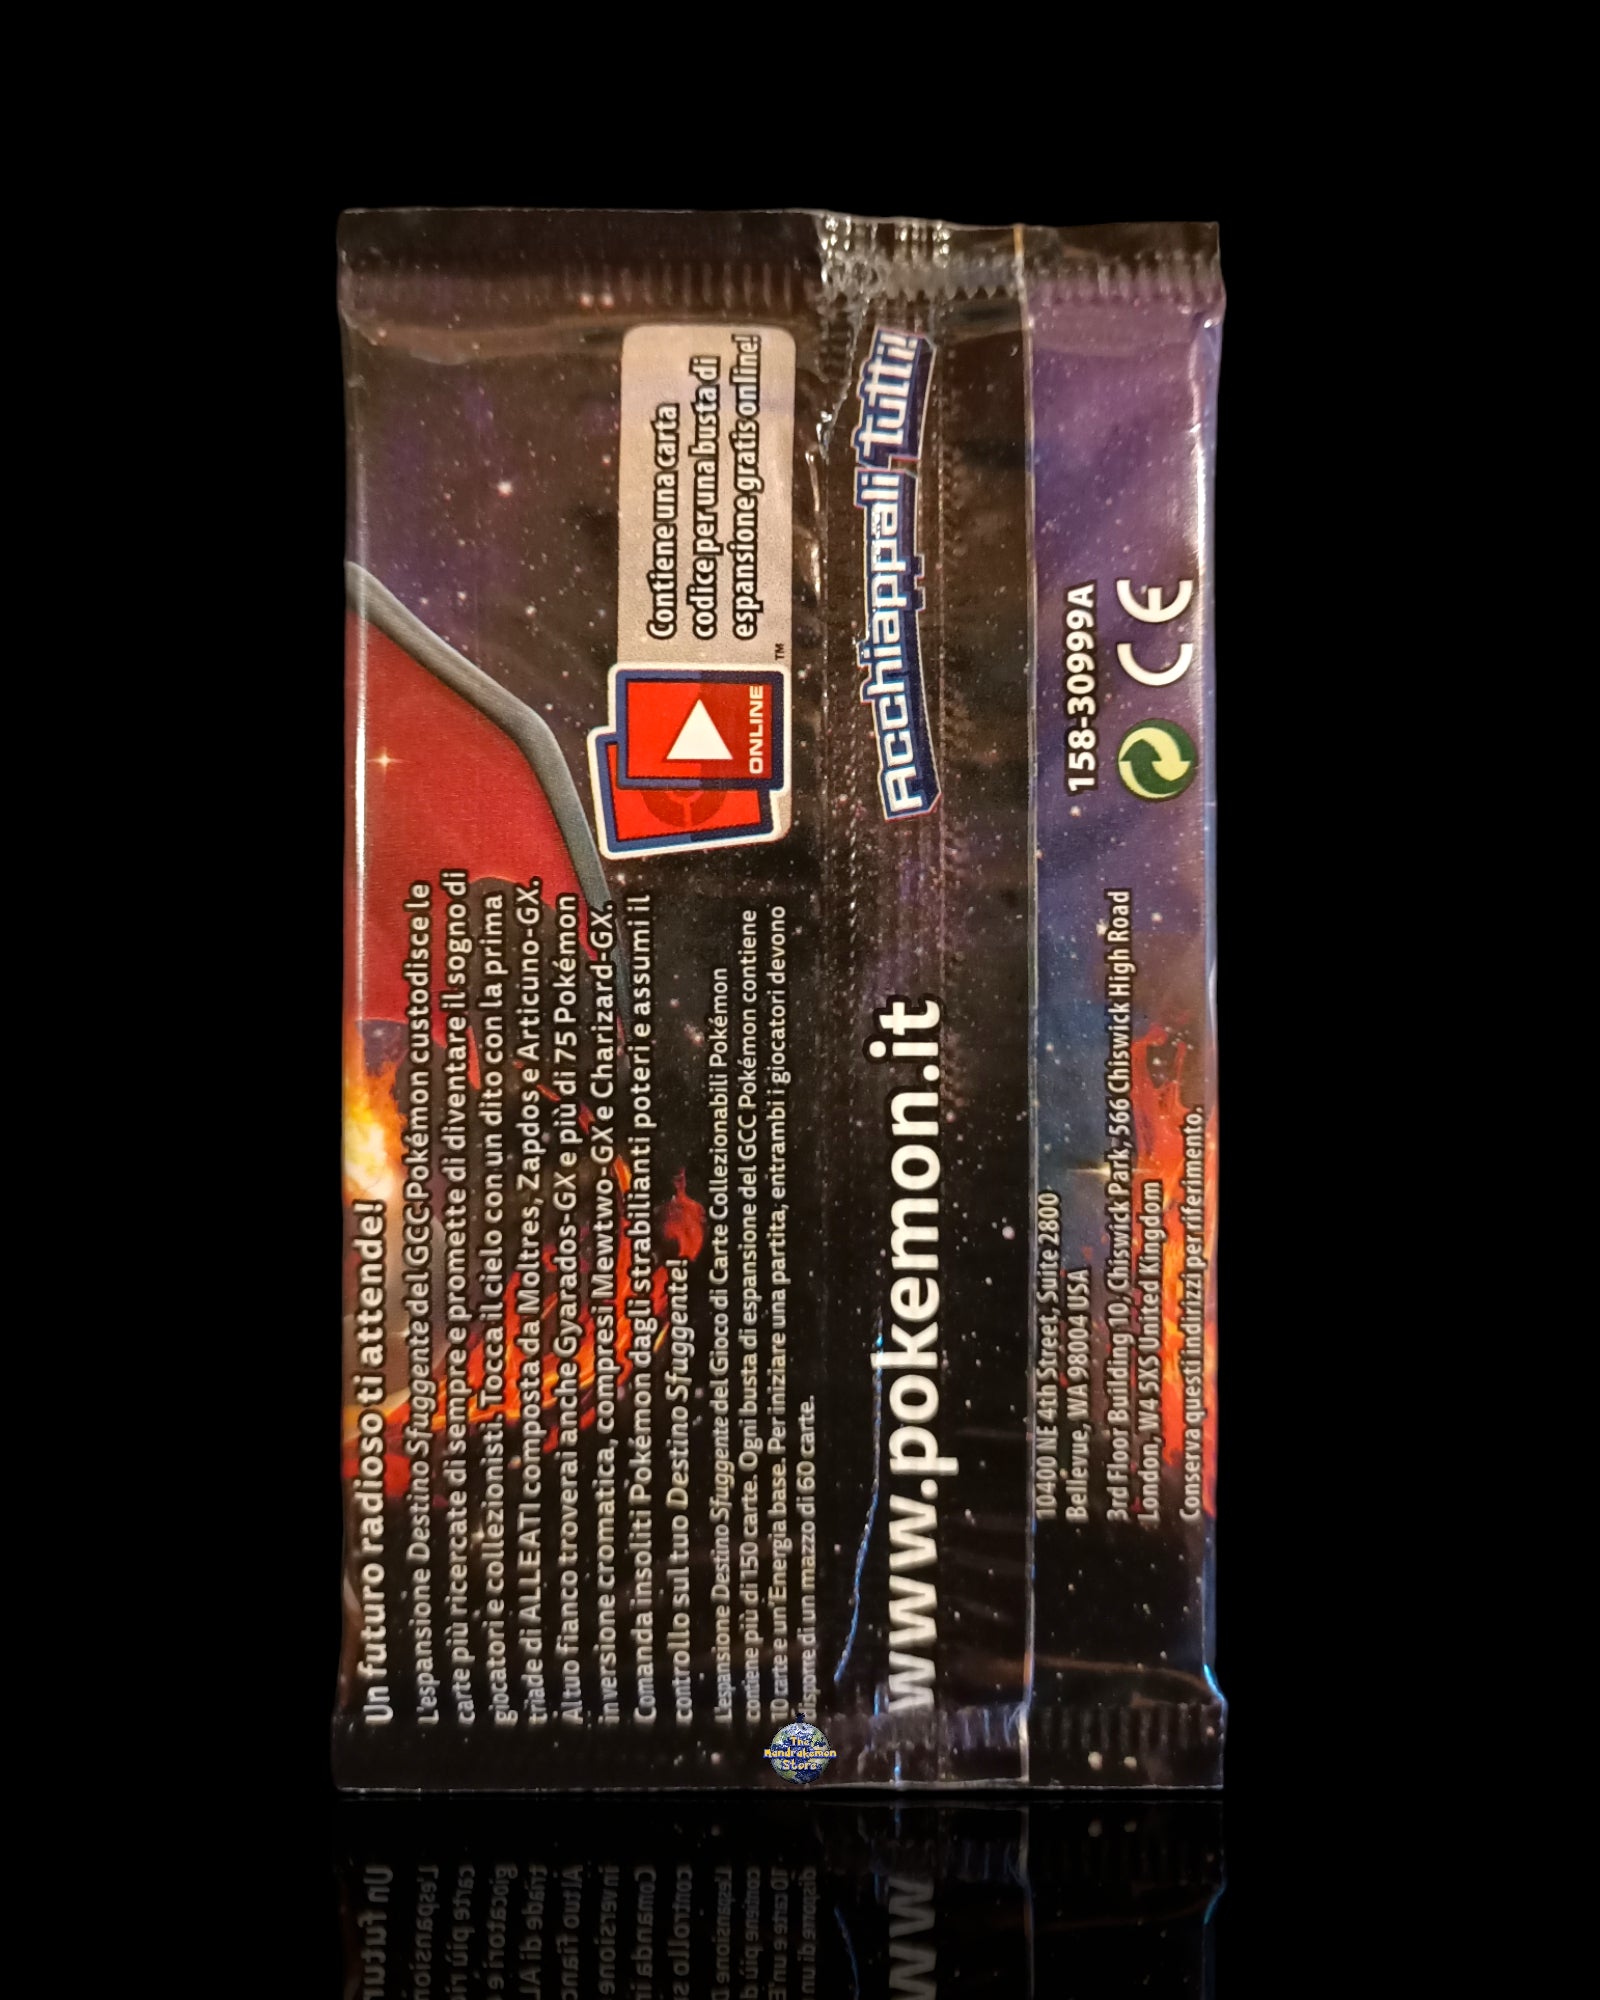 Un futuro radioso ti attende!
L'espansione Destino Sfuggente del GCC Pokémon custodisce le
carte più ricercate di sempre e promette di diventare il sogno di
giocatori e collezionisti. Tocca il cielo con un dito con la prima
triade di ALLEATI composta da Moltres, Zapdos e Articuno-GX.
Al tuo fianco troverai anche Gyarados-GX e più di 75 Pokémon
in versione cromatica, compresi Mewtwo-GX e Charizard-GX.
Comanda insoliti Pokémon dagli strabilianti poteri e assumi il
controllo sul tuo Destino Sfuggente!
L'espansione Destino Sfuggente del Gioco di Carte Collezionabili Pokémon
contiene più di 150 carte. Ogni busta di espansione del GCC Pokémon contiene
10 carte e un'Energia base. Per iniziare una partita, entrambi i giocatori devono
disporre di un mazzo di 60 carte.
ONLINE
™
Contiene una carta
codice per una busta di
espansione gratis online!
www.pokemon.it
Acchiappali tutti!
10400 NE 4th Street, Suite 2800
Bellevue, WA 98004 USA
3rd Floor Building 10, Chiswick Park, 566 Chiswick High Road
London, W4 5XS United Kingdom
Conserva questi indirizzi per riferimento.
158-30999A
CE
The
Mandrakemon
Store